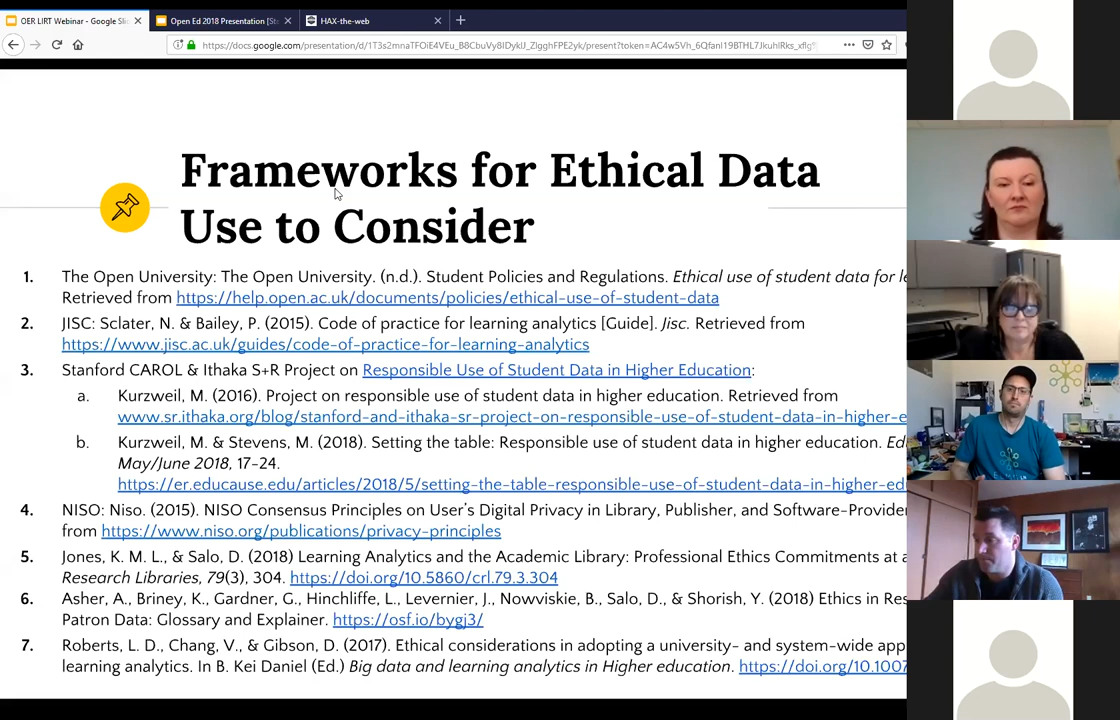 OER LIRT Webinar - Google Sli
Open Ed 2018 Presentation [St
HAX-the-web
https://docs.google.com/presentation/d/1T3s2mnaTFOiE4VEu_B8CbuVy8IDyklJ_ZlgghFPE2yk/present?token=AC4w5Vh_6Qfanl19BTHL7JkuhlRks_xflg
Frameworks for Ethical Data
Use to Consider
1. The Open University: The Open University. (n.d.). Student Policies and Regulations. Ethical use of student data for le
Retrieved from https://help.open.ac.uk/documents/policies/ethical-use-of-student-data
2. JISC: Sclater, N. & Bailey, P. (2015). Code of practice for learning analytics [Guide]. Jisc. Retrieved from
https://www.jisc.ac.uk/guides/code-of-practice-for-learning-analytics
3. Stanford CAROL & Ithaka S+R Project on Responsible Use of Student Data in Higher Education:
a. Kurzweil, M. (2016). Project on responsible use of student data in higher education. Retrieved from
www.sr.ithaka.org/blog/stanford-and-ithaka-sr-project-on-responsible-use-of-student-data-in-higher-e
b. Kurzweil, M. & Stevens, M. (2018). Setting the table: Responsible use of student data in higher education. Ed
May/June 2018, 17-24.
https://er.educause.edu/articles/2018/5/setting-the-table-responsible-use-of-student-data-in-higher-ed
4. NISO: Niso. (2015). NISO Consensus Principles on User's Digital Privacy in Library, Publisher, and Software-Provide
from https://www.niso.org/publications/privacy-principles
5. Jones, K. M. L., & Salo, D. (2018) Learning Analytics and the Academic Library: Professional Ethics Commitments at a
Research Libraries, 79(3), 304. https://doi.org/10.5860/crl.79.3.304
6. Asher, A., Briney, K., Gardner, G., Hinchliffe, L., Levernier, J., Nowviskie, B., Salo, D., & Shorish, Y. (2018) Ethics in Res
Patron Data: Glossary and Explainer. https://osf.io/bygj3/
7. Roberts, L. D., Chang, V., & Gibson, D. (2017). Ethical considerations in adopting a university- and system-wide app
learning analytics. In B. Kei Daniel (Ed.) Big data and learning analytics in Higher education. https://doi.org/10.1007